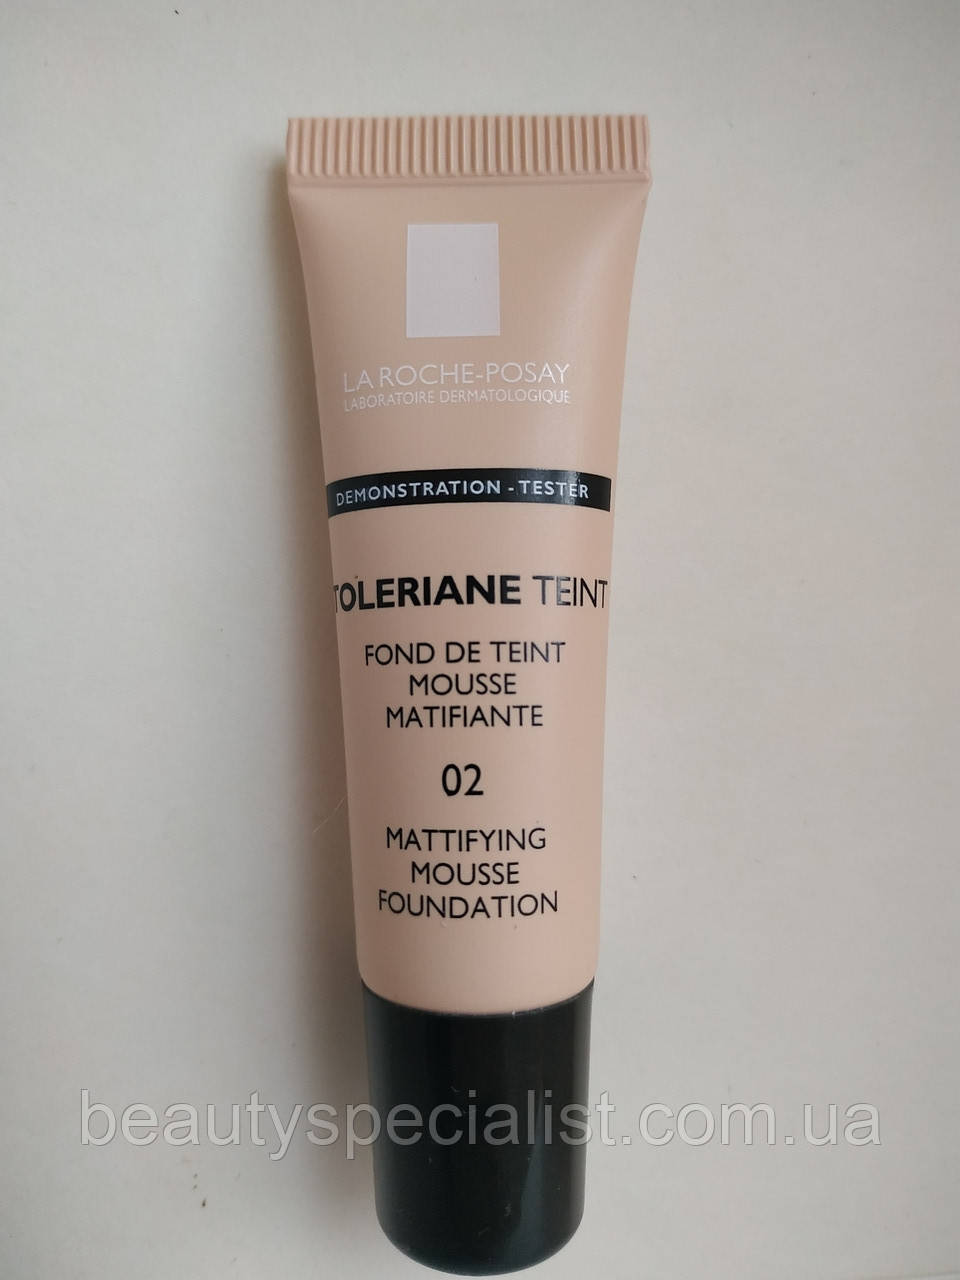 LA ROCHE-POSAY
LABORATOIRE DERMATOLOGIQUE
DEMONSTRATION - TESTER
TOLERIANE TEINT
FOND DE TEINT
MOUSSE
MATIFIANTE
02
MATTIFYING
MOUSSE
FOUNDATION
beautyspecialist.com.ua